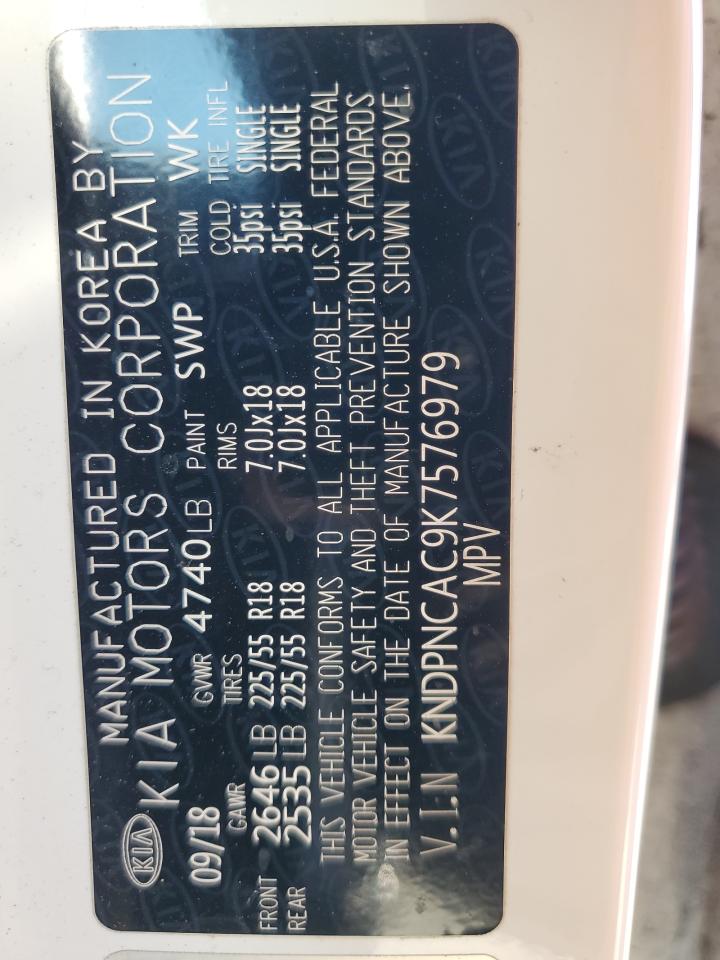 MANUFACTURED IN KOREA BY
KIA KIA MOTORS CORPORATION
09/18 GVWR 4740LB PAINT SWP TRIM WK
GAWR TIRES RIMS COLD TIRE INFL
FRONT 2646LB 225/55 R18 7.0Jx18 35psi SINGLE
REAR 2535LB 225/55 R18 7.0Jx18 35psi SINGLE
THIS VEHICLE CONFORMS TO ALL APPLICABLE U.S.A. FEDERAL
MOTOR VEHICLE SAFETY AND THEFT PREVENTION STANDARDS
IN EFFECT ON THE DATE OF MANUFACTURE SHOWN ABOVE.
V.I.N KNDPNCAC9K7576979
MPV